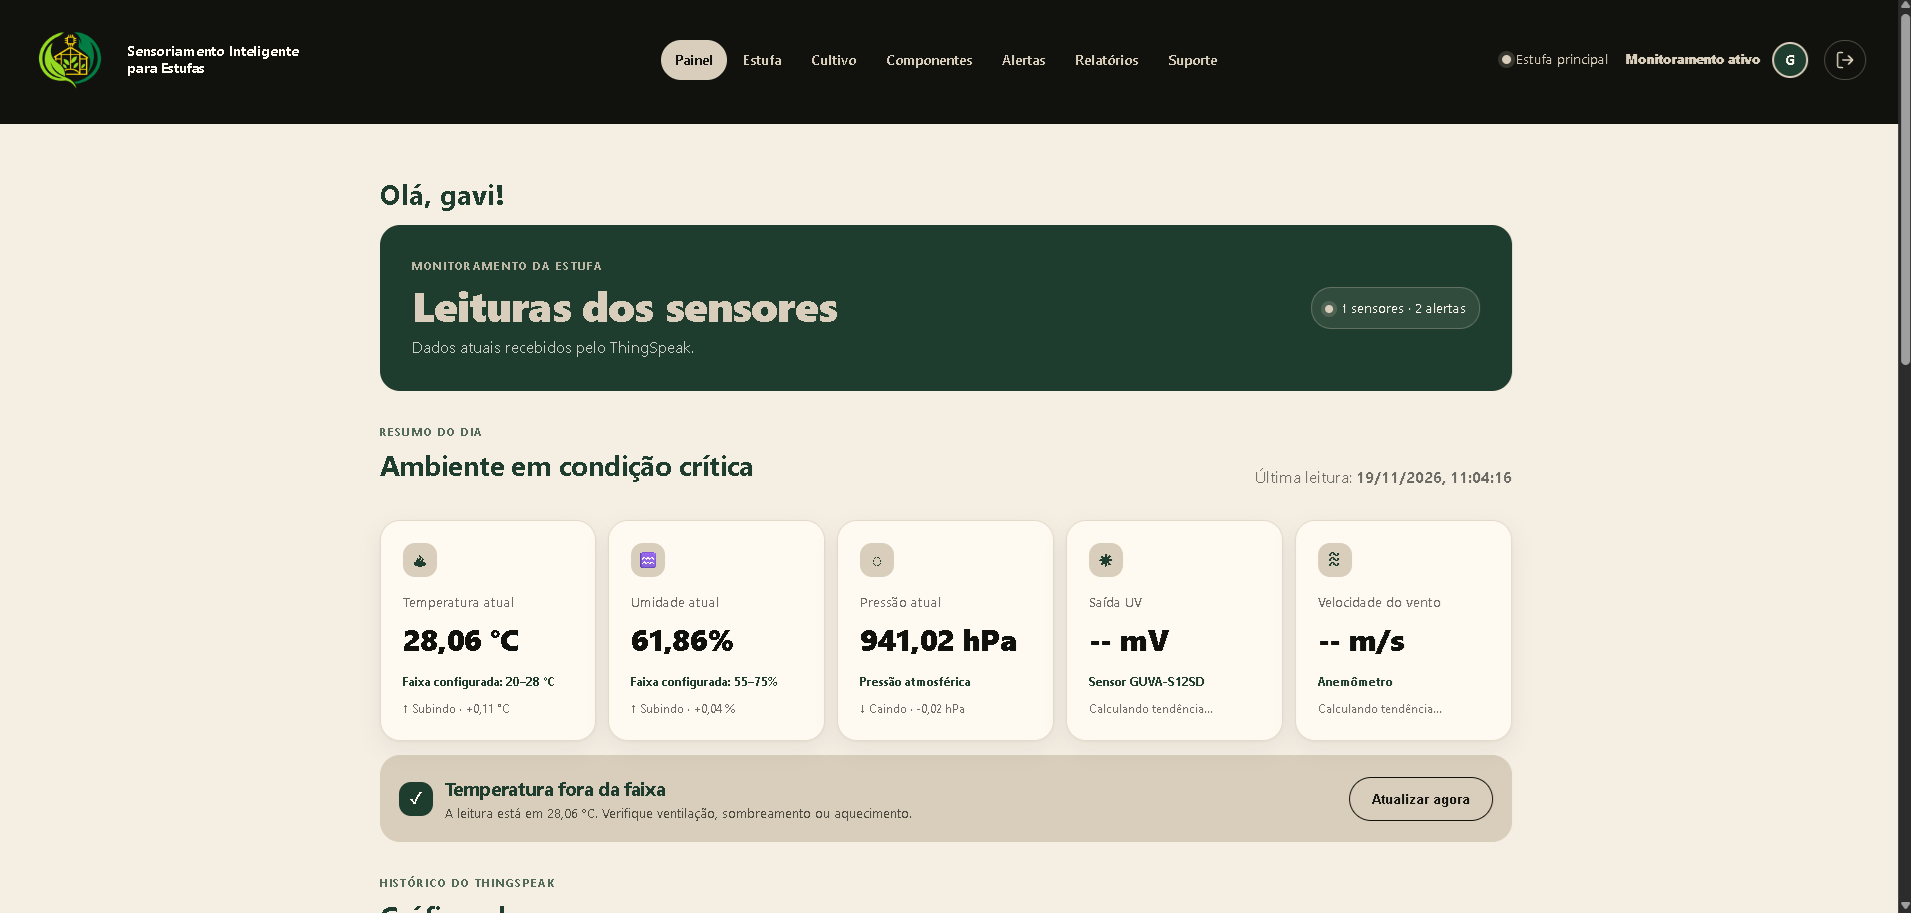 Sensoriamento Inteligente
para Estufas
Painel
Estufa
Cultivo
Componentes
Alertas
Relatórios
Suporte
Estufa principal
Monitoramento ativo
G
Olá, gavi!
MONITORAMENTO DA ESTUFA
Leituras dos sensores
Dados atuais recebidos pelo ThingSpeak.
1 sensores · 2 alertas
RESUMO DO DIA
Ambiente em condição crítica
Última leitura: 19/11/2026, 11:04:16
Temperatura atual
28,06 °C
Faixa configurada: 20–28 °C
↑ Subindo · +0,11 °C
Umidade atual
61,86%
Faixa configurada: 55–75%
↑ Subindo · +0,04 %
Pressão atual
941,02 hPa
Pressão atmosférica
↓ Caindo · -0,02 hPa
Saída UV
-- mV
Sensor GUVA-S12SD
Calculando tendência...
Velocidade do vento
-- m/s
Anemômetro
Calculando tendência...
Temperatura fora da faixa
A leitura está em 28,06 °C. Verifique ventilação, sombreamento ou aquecimento.
Atualizar agora
HISTÓRICO DO THINGSPEAK